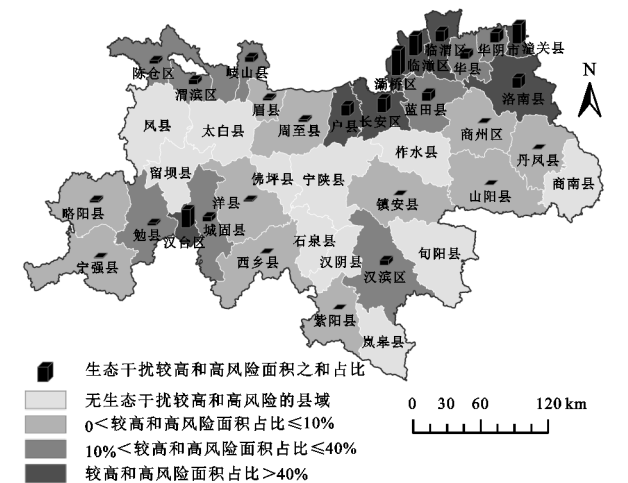 临渭区
华阴市
潼关县
陈仓区
岐山县
临潼区
华县
渭滨区
灞桥区
N
眉县
蓝田县
洛南县
凤县
太白县
周至县
户县
长安区
商州区
柞水县
丹凤县
留坝县
佛坪县
宁陕县
商南县
略阳县
洋县
镇安县
山阳县
勉县
汉台区
城固县
石泉县
旬阳县
宁强县
西乡县
汉阴县
汉滨区
紫阳县
岚皋县
生态干扰较高和高风险面积之和占比
无生态干扰较高和高风险的县域
0<较高和高风险面积占比≤10%
10%<较高和高风险面积占比≤40%
较高和高风险面积占比>40%
0 30 60 120 km